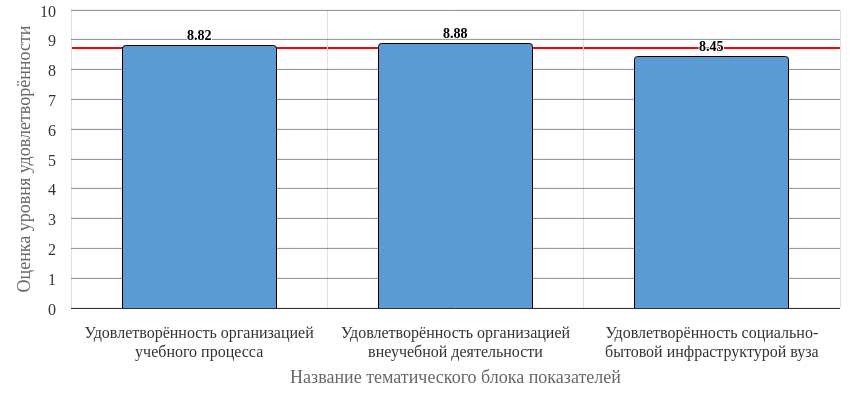 Оценка уровня удовлетворённости
10
9
8
7
6
5
4
3
2
1
0
8.82
8.88
8.45
Удовлетворённость организацией
учебного процесса
Удовлетворённость организацией
внеучебной деятельности
Удовлетворённость социально-
бытовой инфраструктурой вуза
Название тематического блока показателей